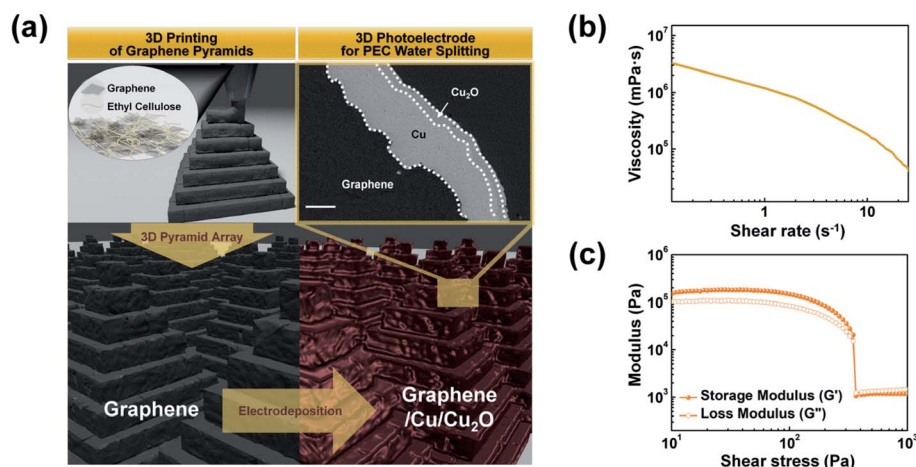 (a)
3D Printing
of Graphene Pyramids
3D Photoelectrode
for PEC Water Splitting
Graphene
Ethyl Cellulose
Cu₂O
Cu
Graphene
3D Pyramid Array
Graphene
Electrodeposition
Graphene
/Cu/Cu₂O
(b)
Viscosity (mPa·s)
10⁷
10⁶
10⁵
1
10
Shear rate (s⁻¹)
(c)
Modulus (Pa)
10⁶
10⁵
10⁴
10³
Storage Modulus (G')
Loss Modulus (G'')
10¹
10²
10³
Shear stress (Pa)